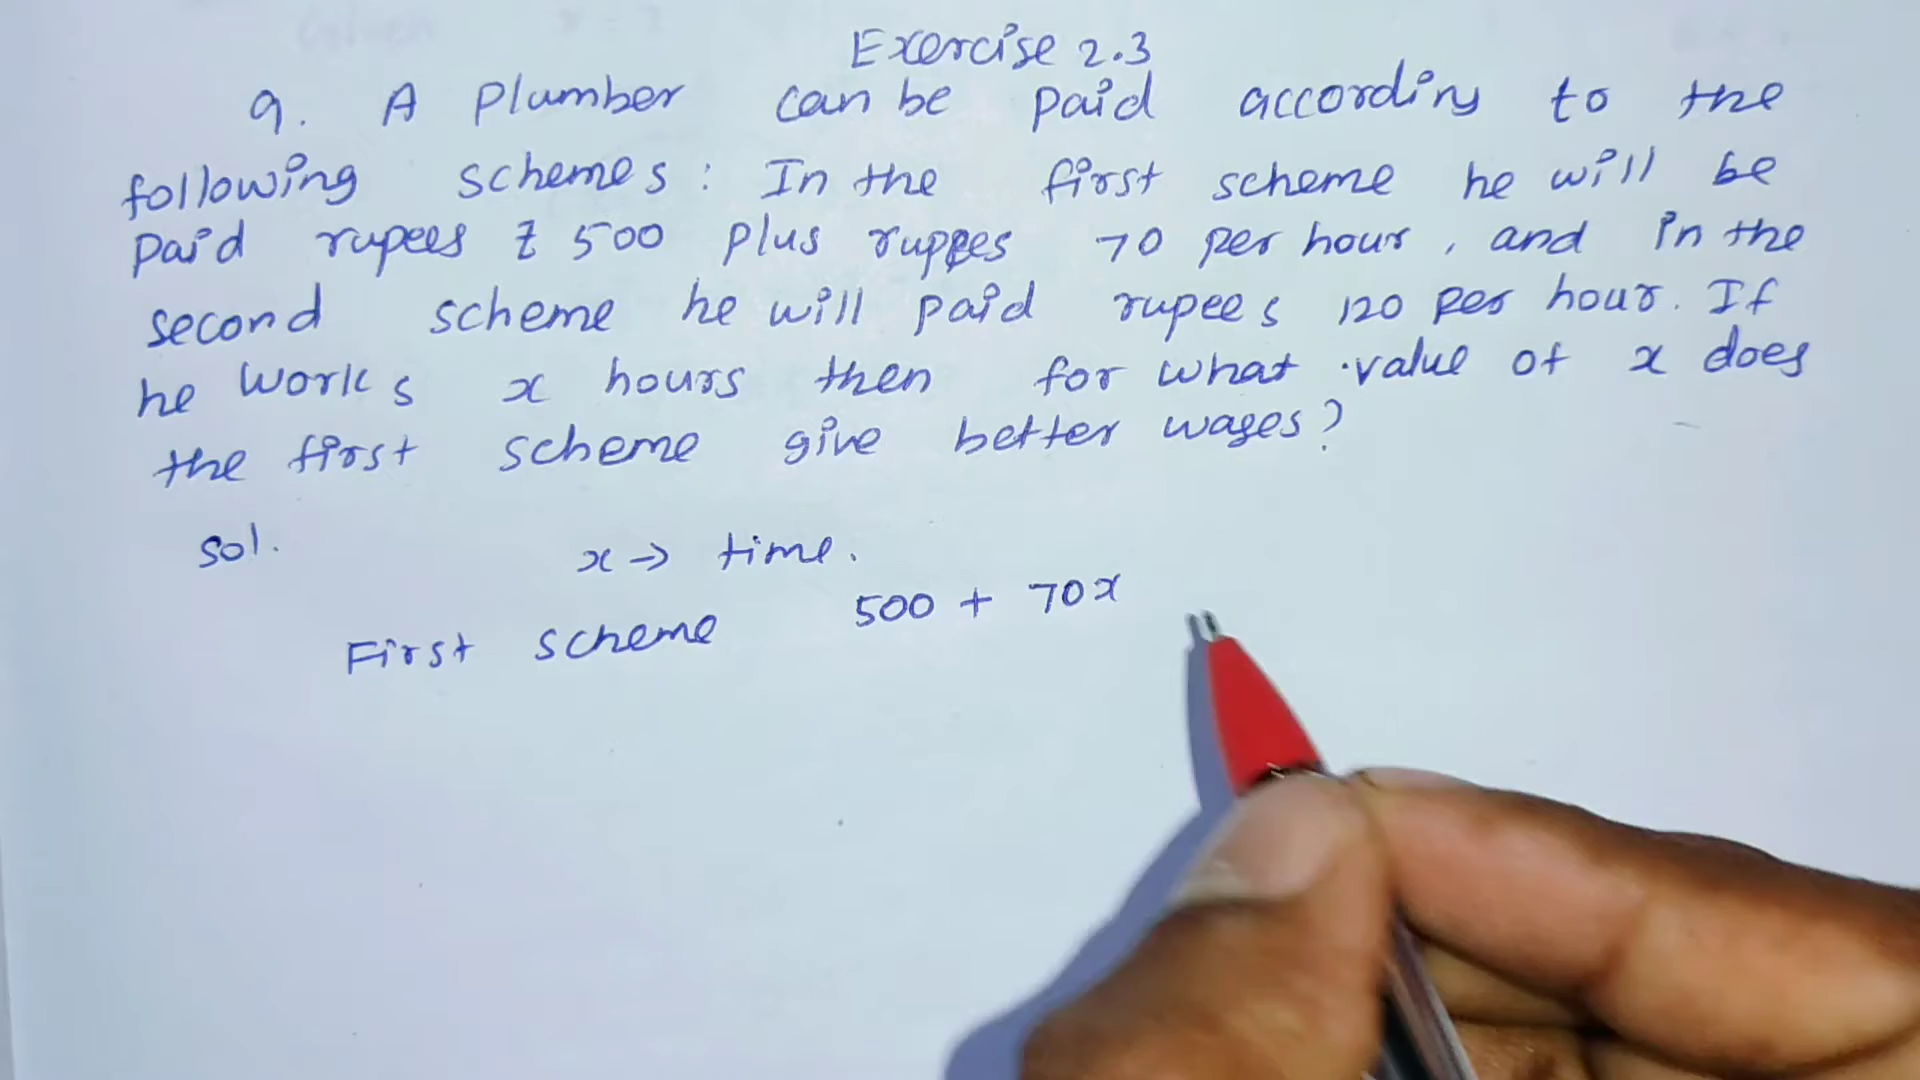 Exercise 2.3
9. A Plumber can be paid according to the
following schemes: In the first scheme he will be
paid rupees ₹ 500 plus rupees 70 per hour, and in the
second scheme he will paid rupees 120 per hour. If
he works x hours then for what value of x does
the first scheme give better wages?
Sol. x → time.
First scheme 500 + 70x